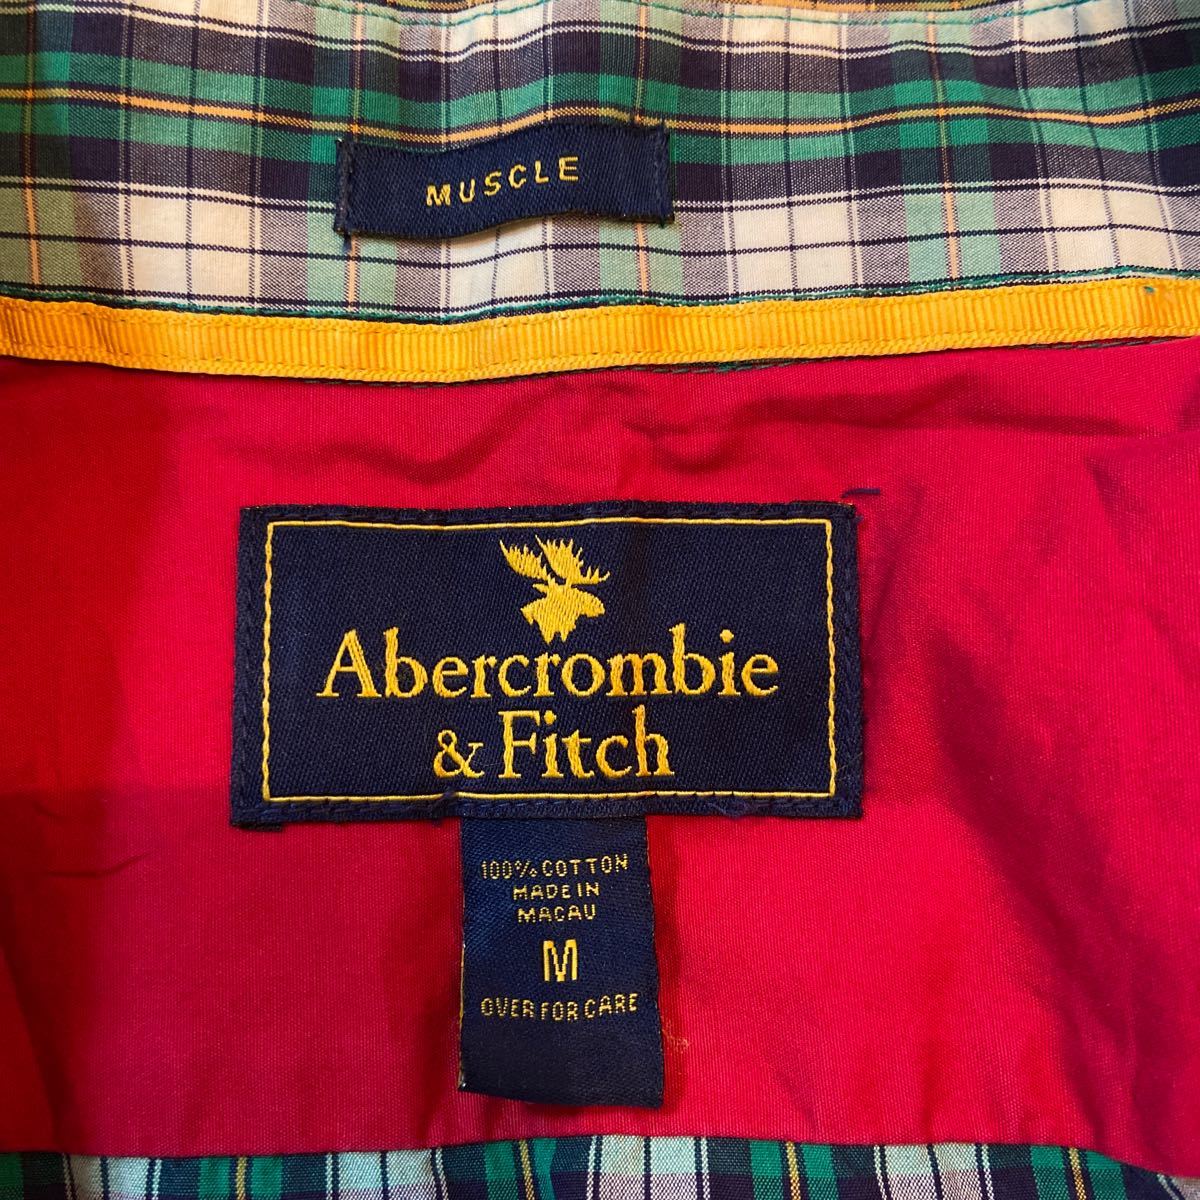 MUSCLE
Abercrombie
& Fitch
100% COTTON
MADE IN
MACAU
M
OVER FOR CARE